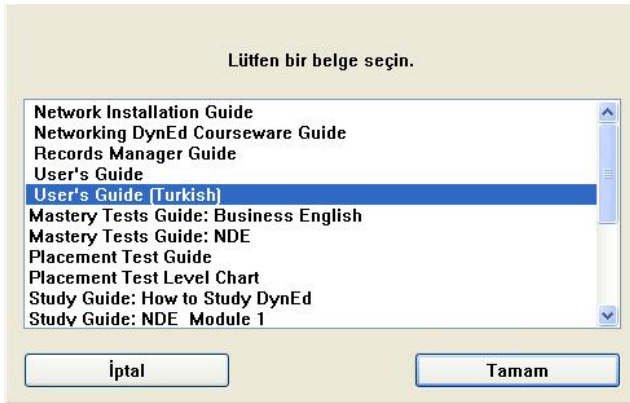 Lütfen bir belge seçin.
Network Installation Guide
Networking DynEd Courseware Guide
Records Manager Guide
User's Guide
User's Guide (Turkish)
Mastery Tests Guide: Business English
Mastery Tests Guide: NDE
Placement Test Guide
Placement Test Level Chart
Study Guide: How to Study DynEd
Study Guide: NDE Module 1
İptal
Tamam